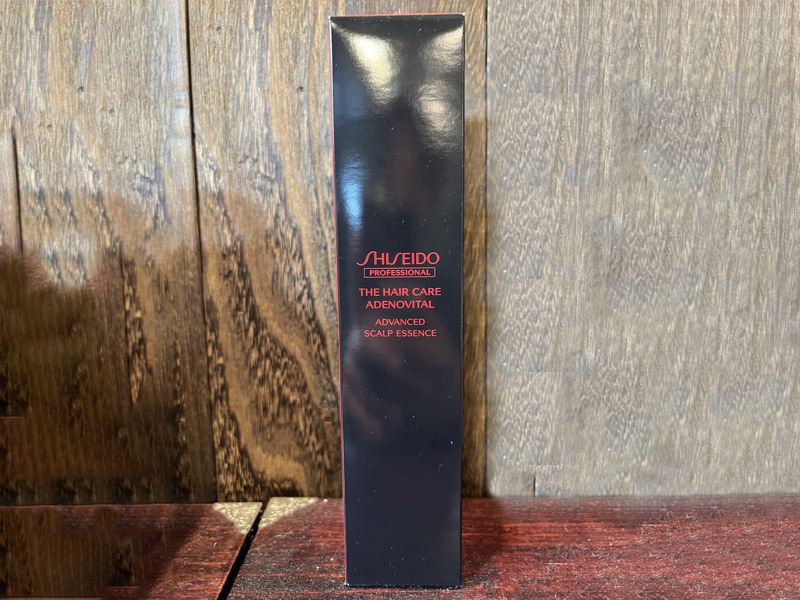 SHISEIDO
PROFESSIONAL
THE HAIR CARE
ADENOVITAL
ADVANCED
SCALP ESSENCE